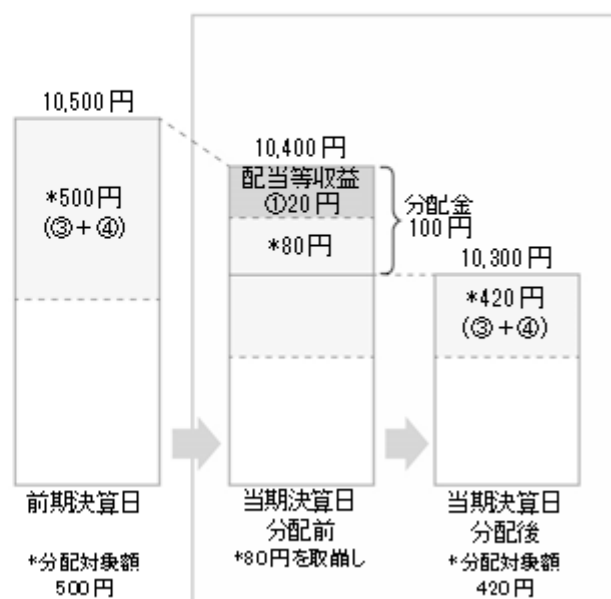 10,500円
*500円
(③+④)
前期決算日
*分配対象額
500円
10,400円
配当等収益
①20円
*80円
分配金
100円
当期決算日
分配前
*80円を取崩し
10,300円
*420円
(③+④)
当期決算日
分配後
*分配対象額
420円